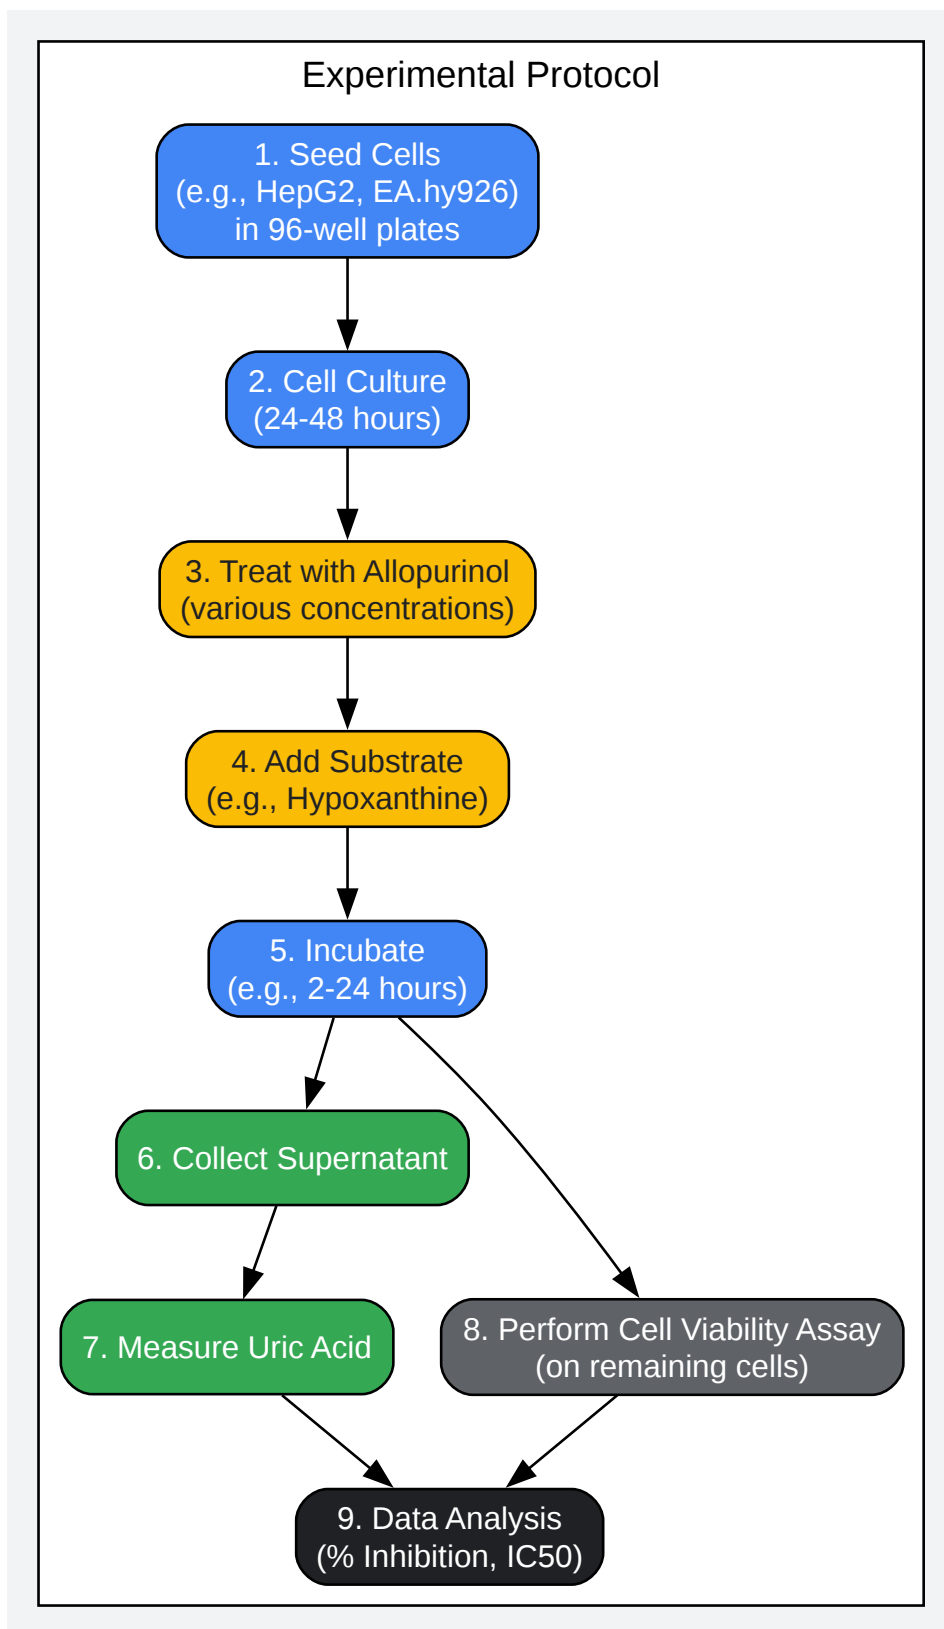 Experimental Protocol
1. Seed Cells
(e.g., HepG2, EA.hy926)
in 96-well plates
2. Cell Culture
(24-48 hours)
3. Treat with Allopurinol
(various concentrations)
4. Add Substrate
(e.g., Hypoxanthine)
5. Incubate
(e.g., 2-24 hours)
6. Collect Supernatant
7. Measure Uric Acid
8. Perform Cell Viability Assay
(on remaining cells)
9. Data Analysis
(% Inhibition, IC50)